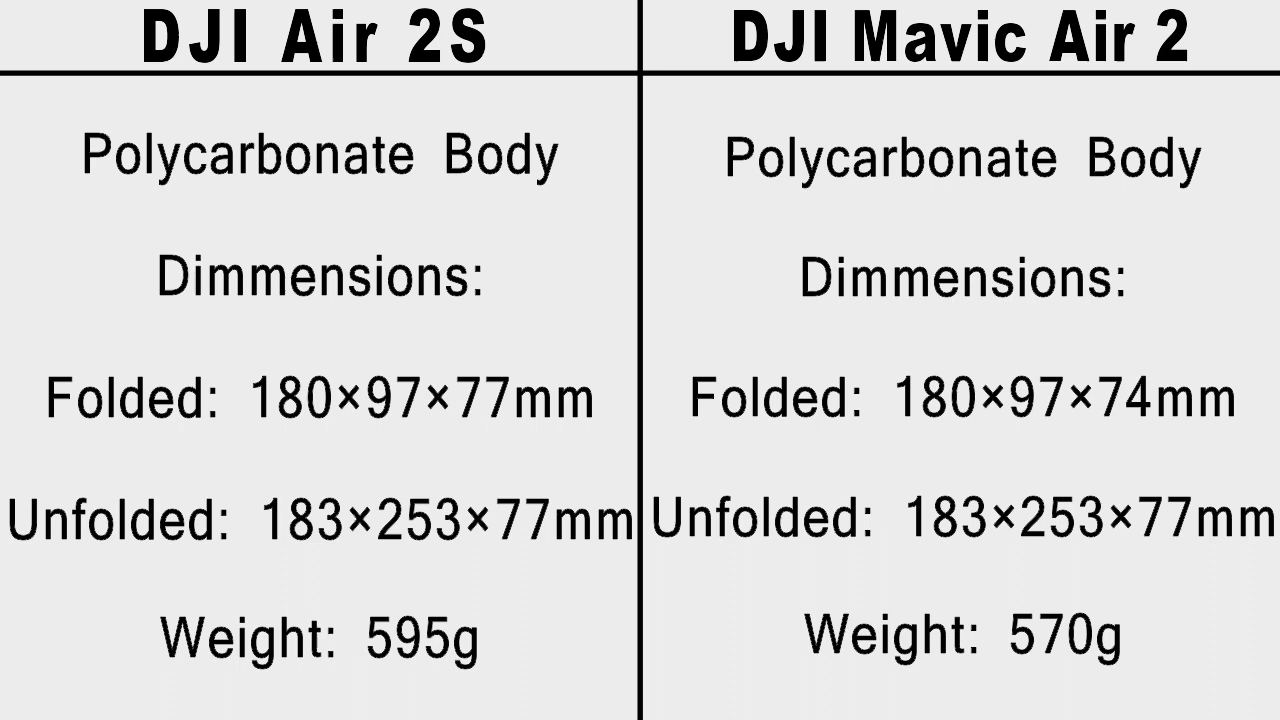 DJI Air 2S
Polycarbonate Body
Dimmensions:
Folded: 180×97×77mm
Unfolded: 183×253×77mm
Weight: 595g
DJI Mavic Air 2
Polycarbonate Body
Dimmensions:
Folded: 180×97×74mm
Unfolded: 183×253×77mm
Weight: 570g